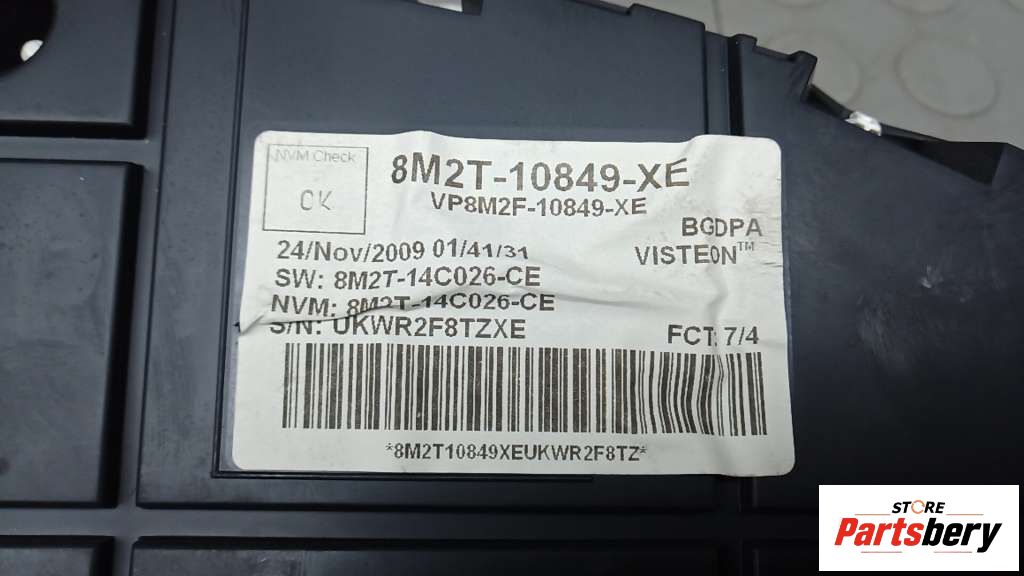 NVM Check
OK
8M2T-10849-XE
VP8M2F-10849-XE
BGDPA
24/Nov/2009 01/41/31
VISTEON™
SW: 8M2T-14C026-CE
NVM: 8M2T-14C026-CE
S/N: UKWR2F8TZXE
FCT: 7/4
*8M2T10849XEUKWR2F8TZ*
STORE
Partsbery